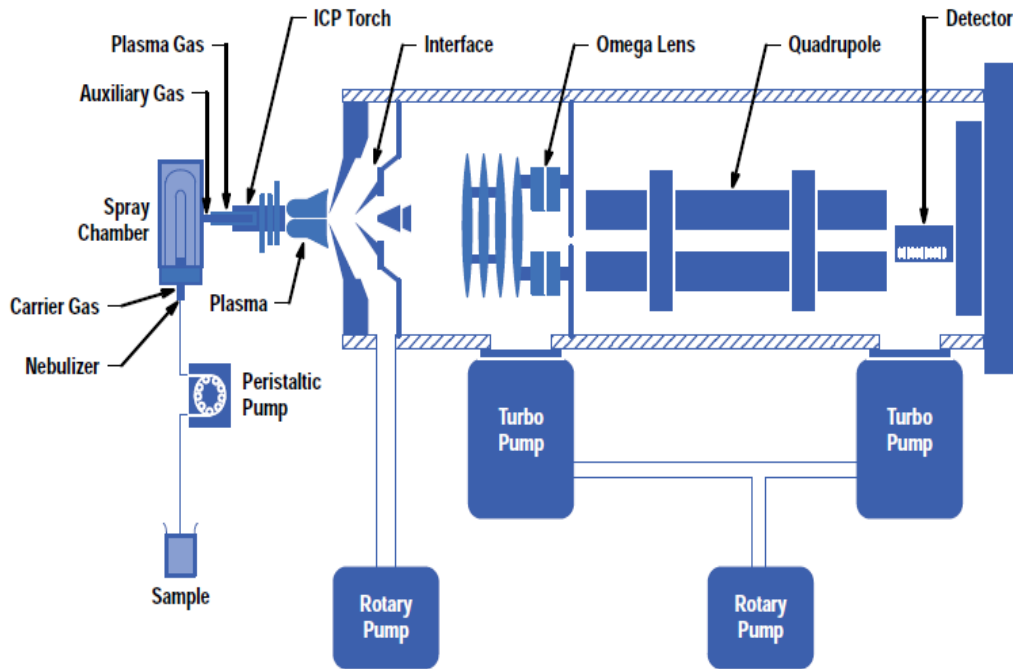 ICP Torch
Plasma Gas
Auxiliary Gas
Interface
Omega Lens
Quadrupole
Detector
Spray
Chamber
Carrier Gas
Nebulizer
Plasma
Peristaltic
Pump
Sample
Turbo
Pump
Turbo
Pump
Rotary
Pump
Rotary
Pump